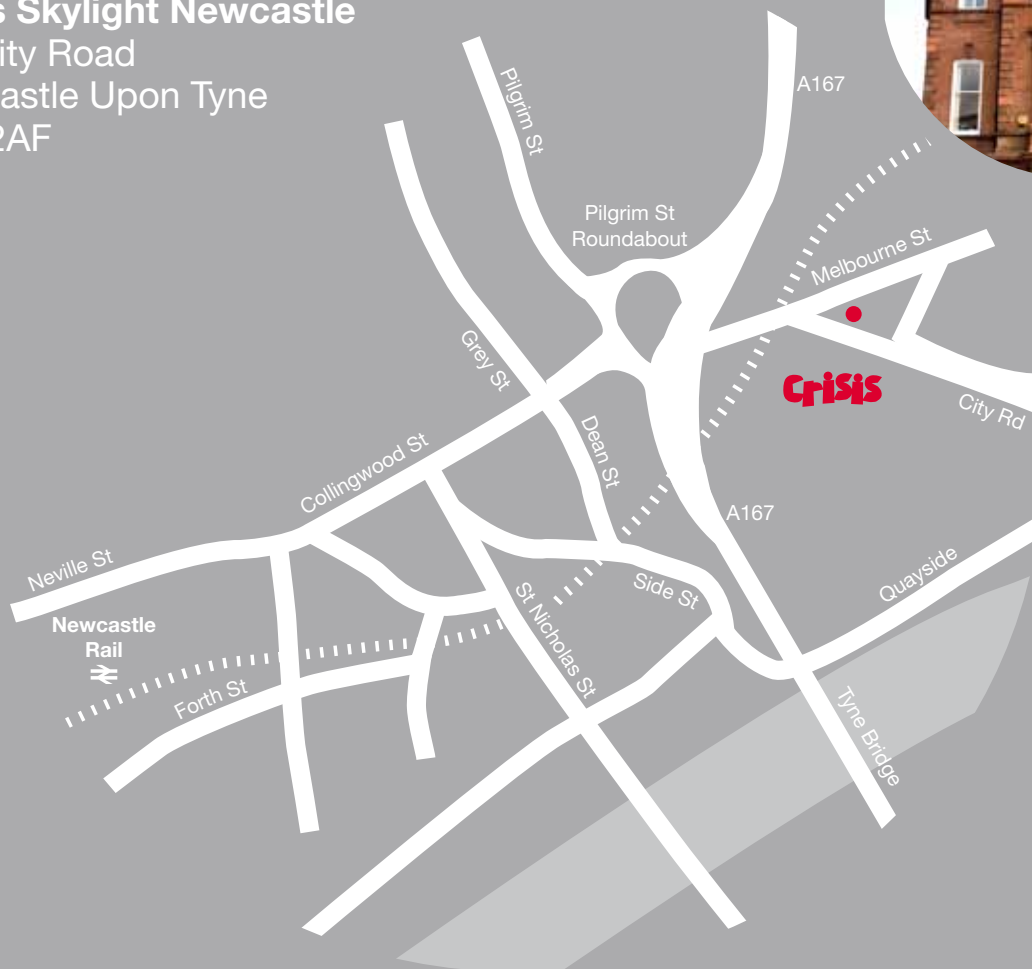 s Skylight Newcastle
ity Road
astle Upon Tyne
2AF
Pilgrim St
A167
Pilgrim St
Roundabout
Melbourne St
Grey St
crisis
City Rd
Dean St
Collingwood St
A167
Neville St
Quayside
Side St
St Nicholas St
Newcastle
Rail
Forth St
Tyne Bridge